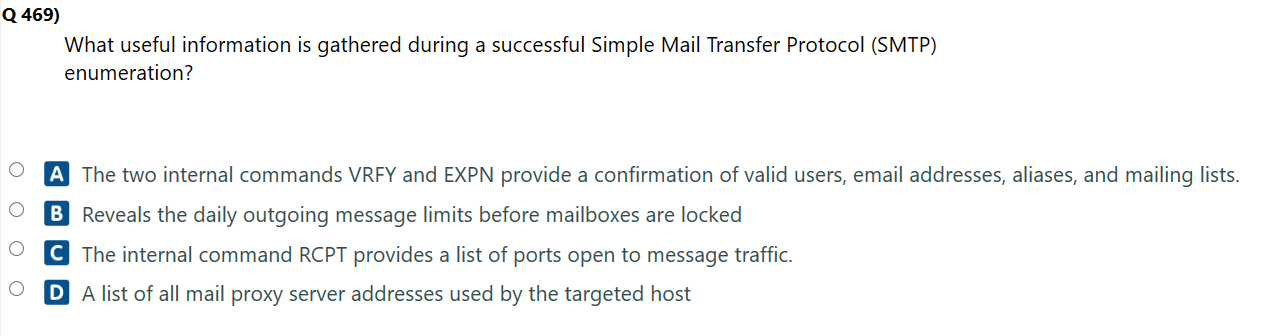 Q 469)
What useful information is gathered during a successful Simple Mail Transfer Protocol (SMTP)
enumeration?
A The two internal commands VRFY and EXPN provide a confirmation of valid users, email addresses, aliases, and mailing lists.
B Reveals the daily outgoing message limits before mailboxes are locked
C The internal command RCPT provides a list of ports open to message traffic.
D A list of all mail proxy server addresses used by the targeted host